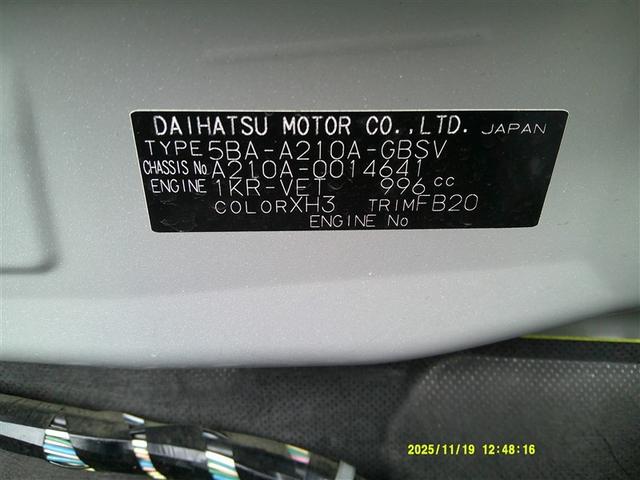 DAIHATSU MOTOR CO.,LTD. JAPAN
TYPE 5BA-A210A-GBSV
CHASSIS No A210A-0014641
ENGINE 1KR-VET 996 cc
COLOR XH3 TRIM FB20
ENGINE No
2025/11/19 12:48:16